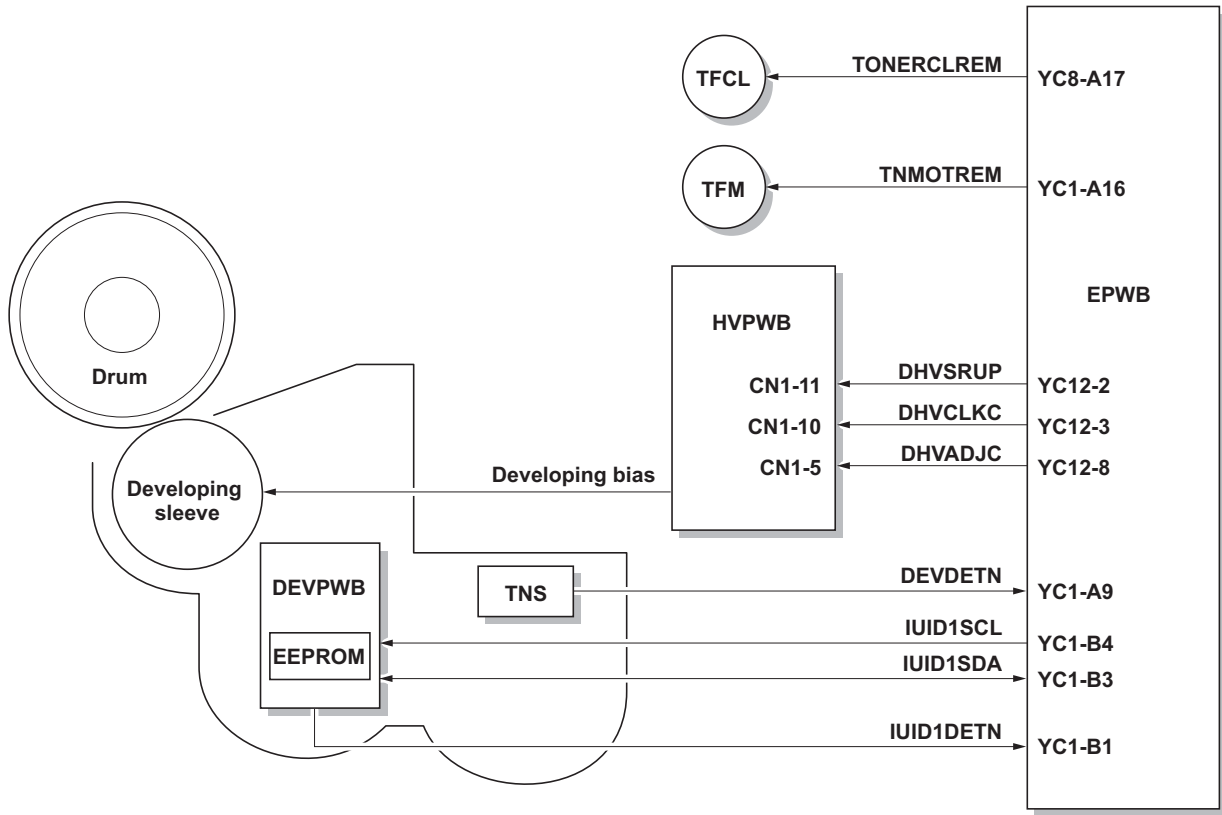 TFCL
TONERCLREM
YC8-A17
TFM
TNMOTREM
YC1-A16
EPWB
HVPWB
Drum
CN1-11
DHVSRUP
YC12-2
CN1-10
DHVCLKC
YC12-3
CN1-5
DHVADJC
YC12-8
Developing bias
Developing
sleeve
DEVPWB
TNS
DEVDETN
YC1-A9
EEPROM
IUID1SCL
YC1-B4
IUID1SDA
YC1-B3
IUID1DETN
YC1-B1